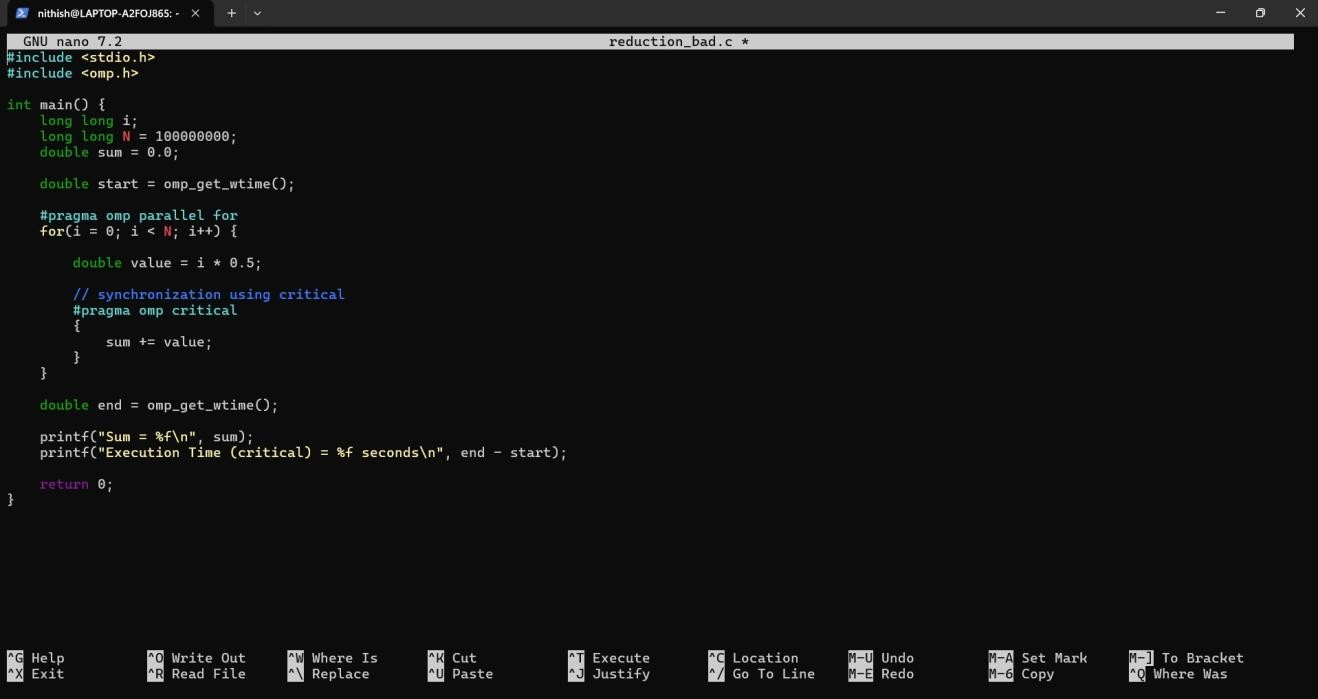 nithish@LAPTOP-A2FOJ865: ~
GNU nano 7.2 reduction_bad.c *
#include <stdio.h>
#include <omp.h>
int main() {
    long long i;
    long long N = 100000000;
    double sum = 0.0;
    double start = omp_get_wtime();
    #pragma omp parallel for
    for(i = 0; i < N; i++) {
        double value = i * 0.5;
        // synchronization using critical
        #pragma omp critical
        {
            sum += value;
        }
    }
    double end = omp_get_wtime();
    printf("Sum = %f\n", sum);
    printf("Execution Time (critical) = %f seconds\n", end - start);
    return 0;
}
^G Help ^O Write Out ^W Where Is ^K Cut ^T Execute ^C Location M-U Undo M-A Set Mark M-] To Bracket
^X Exit ^R Read File ^\ Replace ^U Paste ^J Justify ^/ Go To Line M-E Redo M-6 Copy ^Q Where Was